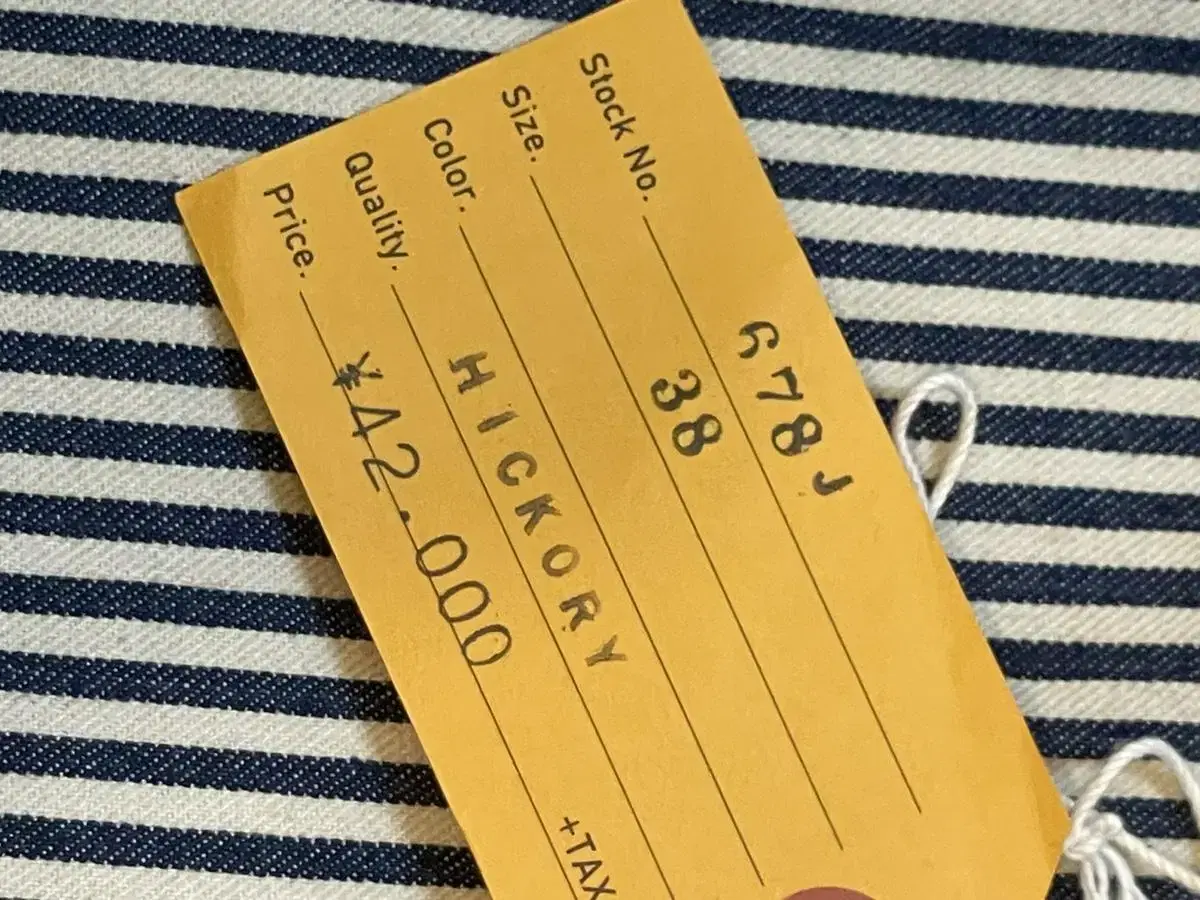 Stock No. 678J
Size. 38
Color.
Quality. HICKORY
Price. ¥42.000 +TAX